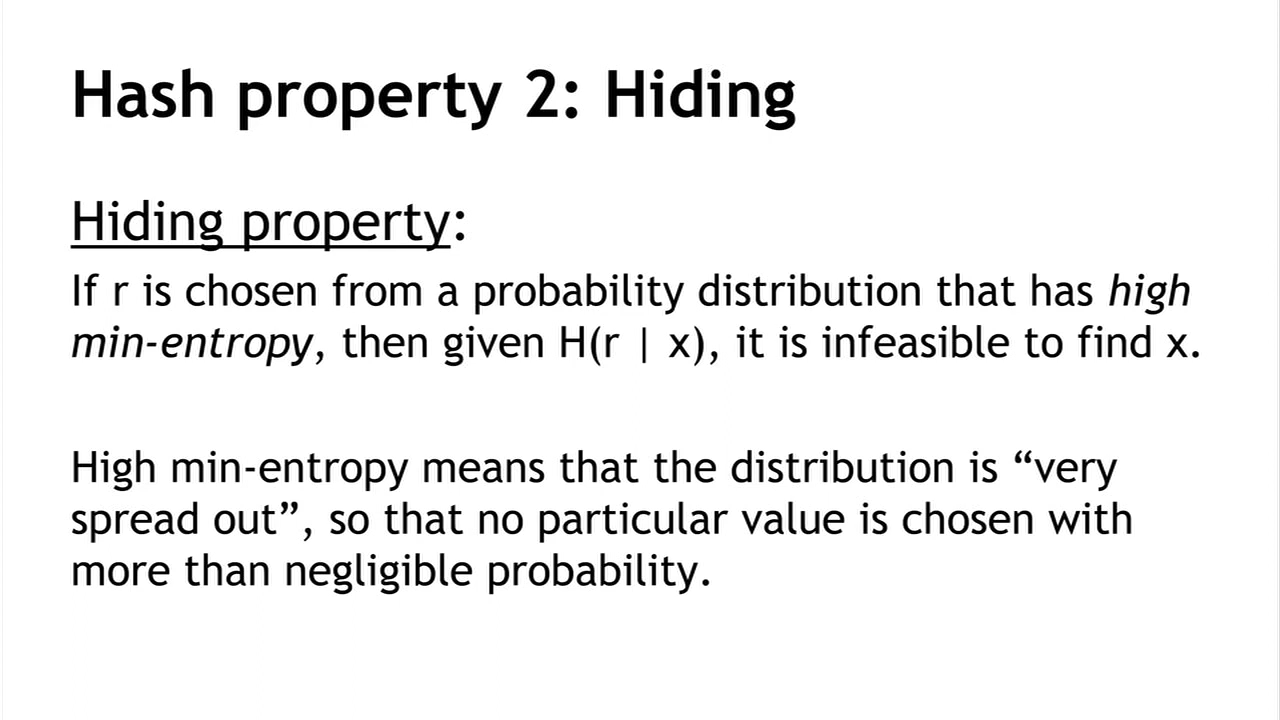 Hash property 2: Hiding
Hiding property:
If r is chosen from a probability distribution that has high
min-entropy, then given H(r | x), it is infeasible to find x.
High min-entropy means that the distribution is “very
spread out”, so that no particular value is chosen with
more than negligible probability.